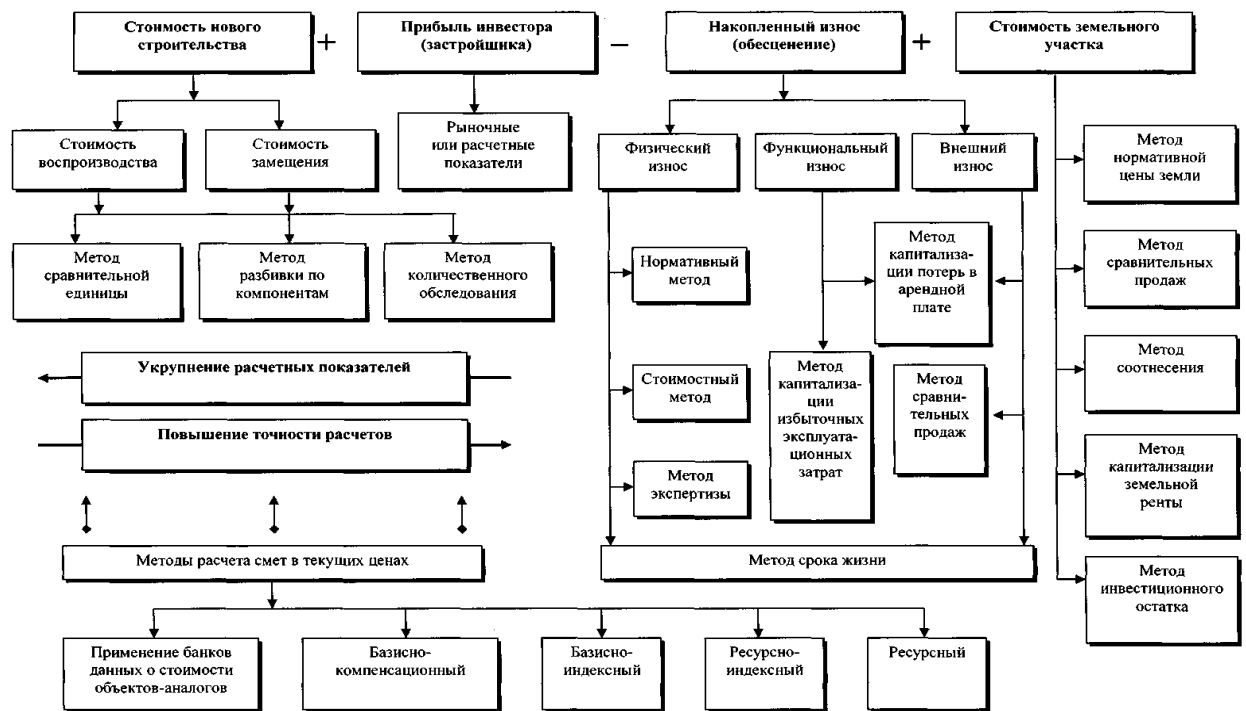 Стоимость нового
строительства
+
Прибыль инвестора
(застройщика)
−
Накопленный износ
(обесценение)
+
Стоимость земельного
участка
Стоимость
воспроизводства
Стоимость
замещения
Рыночные
или расчетные
показатели
Физический
износ
Функциональный
износ
Внешний
износ
Метод
нормативной
цены земли
Метод
сравнительной
единицы
Метод
разбивки по
компонентам
Метод
количественного
обследования
Нормативный
метод
Метод
капитализа-
ции потерь в
арендной
плате
Метод
сравнительных
продаж
Укрупнение расчетных показателей
Стоимостный
метод
Метод
капитализации
избыточных
эксплуата-
ционных
затрат
Метод
сравни-
тельных
продаж
Метод
соотнесения
Повышение точности расчетов
Метод
экспертизы
Метод
капитализации
земельной
ренты
Методы расчета смет в текущих ценах
Метод срока жизни
Метод
инвестиционного
остатка
Применение банков
данных о стоимости
объектов-аналогов
Базисно-
компенсационный
Базисно-
индексный
Ресурсно-
индексный
Ресурсный